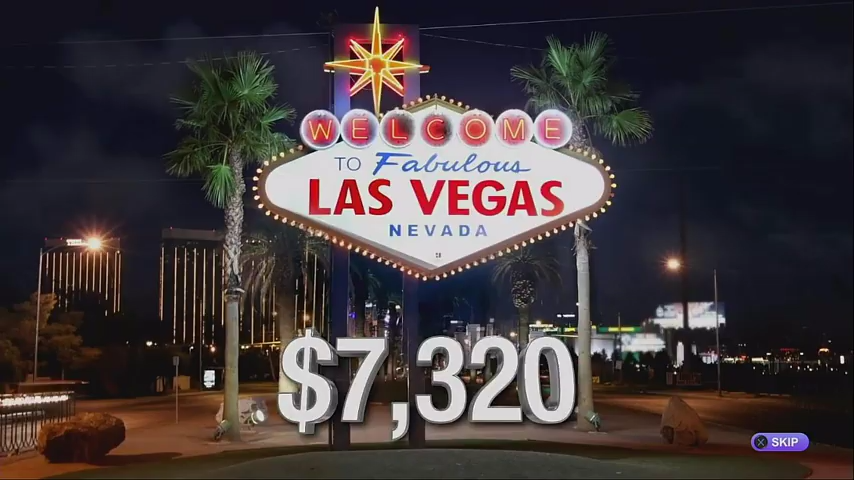 WELCOME
TO Fabulous
LAS VEGAS
NEVADA
$7,320
SKIP